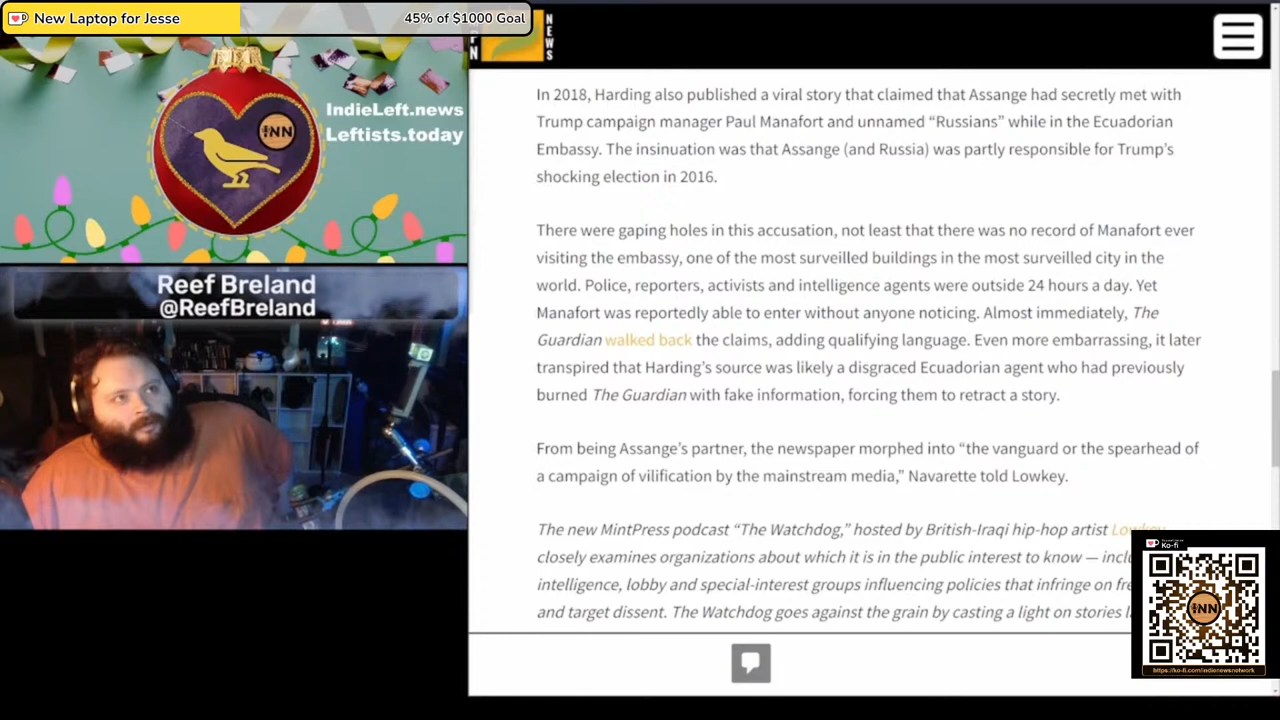 New Laptop for Jesse
45% of $1000 Goal
IndieLeft.news
Leftists.today
INN
Reef Breland
@ReefBreland
NEWS
In 2018, Harding also published a viral story that claimed that Assange had secretly met with
Trump campaign manager Paul Manafort and unnamed “Russians” while in the Ecuadorian
Embassy. The insinuation was that Assange (and Russia) was partly responsible for Trump’s
shocking election in 2016.
There were gaping holes in this accusation, not least that there was no record of Manafort ever
visiting the embassy, one of the most surveilled buildings in the most surveilled city in the
world. Police, reporters, activists and intelligence agents were outside 24 hours a day. Yet
Manafort was reportedly able to enter without anyone noticing. Almost immediately, The
Guardian walked back the claims, adding qualifying language. Even more embarrassing, it later
transpired that Harding’s source was likely a disgraced Ecuadorian agent who had previously
burned The Guardian with fake information, forcing them to retract a story.
From being Assange’s partner, the newspaper morphed into “the vanguard or the spearhead of
a campaign of vilification by the mainstream media,” Navarette told Lowkey.
The new MintPress podcast “The Watchdog,” hosted by British-Iraqi hip-hop artist Lowkey
closely examines organizations about which it is in the public interest to know — inclu
intelligence, lobby and special-interest groups influencing policies that infringe on fre
and target dissent. The Watchdog goes against the grain by casting a light on stories l
Ko-fi
INN
https://ko-fi.com/indienewsnetwork